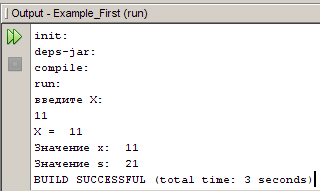 Output - Example_First (run)
init:
deps-jar:
compile:
run:
введите X:
11
X =  11
Значение x:  11
Значение s:  21
BUILD SUCCESSFUL (total time: 3 seconds)